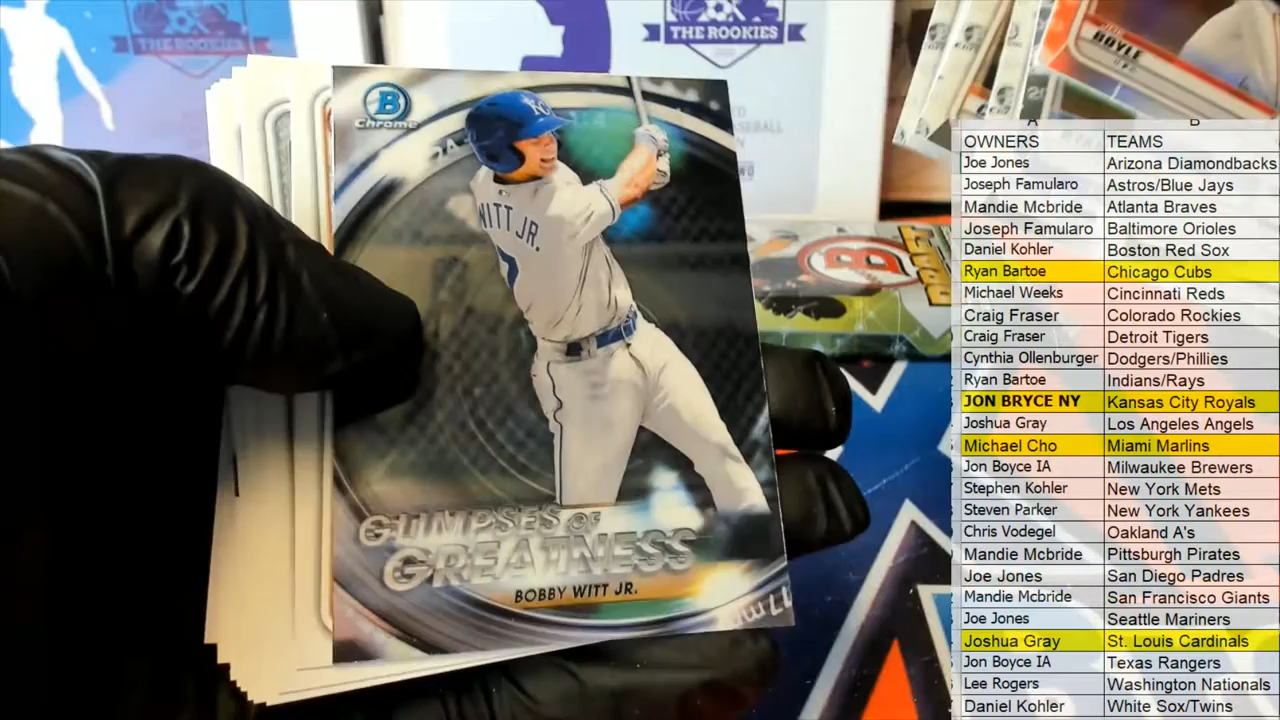 THE ROOKIES
THE ROOKIES
BOYLE
B
Chrome
WITT JR.
7
GLIMPSES OF
GREATNESS
BOBBY WITT JR.
B
A B
OWNERS TEAMS
Joe Jones Arizona Diamondbacks
Joseph Famularo Astros/Blue Jays
Mandie Mcbride Atlanta Braves
Joseph Famularo Baltimore Orioles
Daniel Kohler Boston Red Sox
Ryan Bartoe Chicago Cubs
Michael Weeks Cincinnati Reds
Craig Fraser Colorado Rockies
Craig Fraser Detroit Tigers
Cynthia Ollenburger Dodgers/Phillies
Ryan Bartoe Indians/Rays
JON BRYCE NY Kansas City Royals
Joshua Gray Los Angeles Angels
Michael Cho Miami Marlins
Jon Boyce IA Milwaukee Brewers
Stephen Kohler New York Mets
Steven Parker New York Yankees
Chris Vodegel Oakland A's
Mandie Mcbride Pittsburgh Pirates
Joe Jones San Diego Padres
Mandie Mcbride San Francisco Giants
Joe Jones Seattle Mariners
Joshua Gray St. Louis Cardinals
Jon Boyce IA Texas Rangers
Lee Rogers Washington Nationals
Daniel Kohler White Sox/Twins